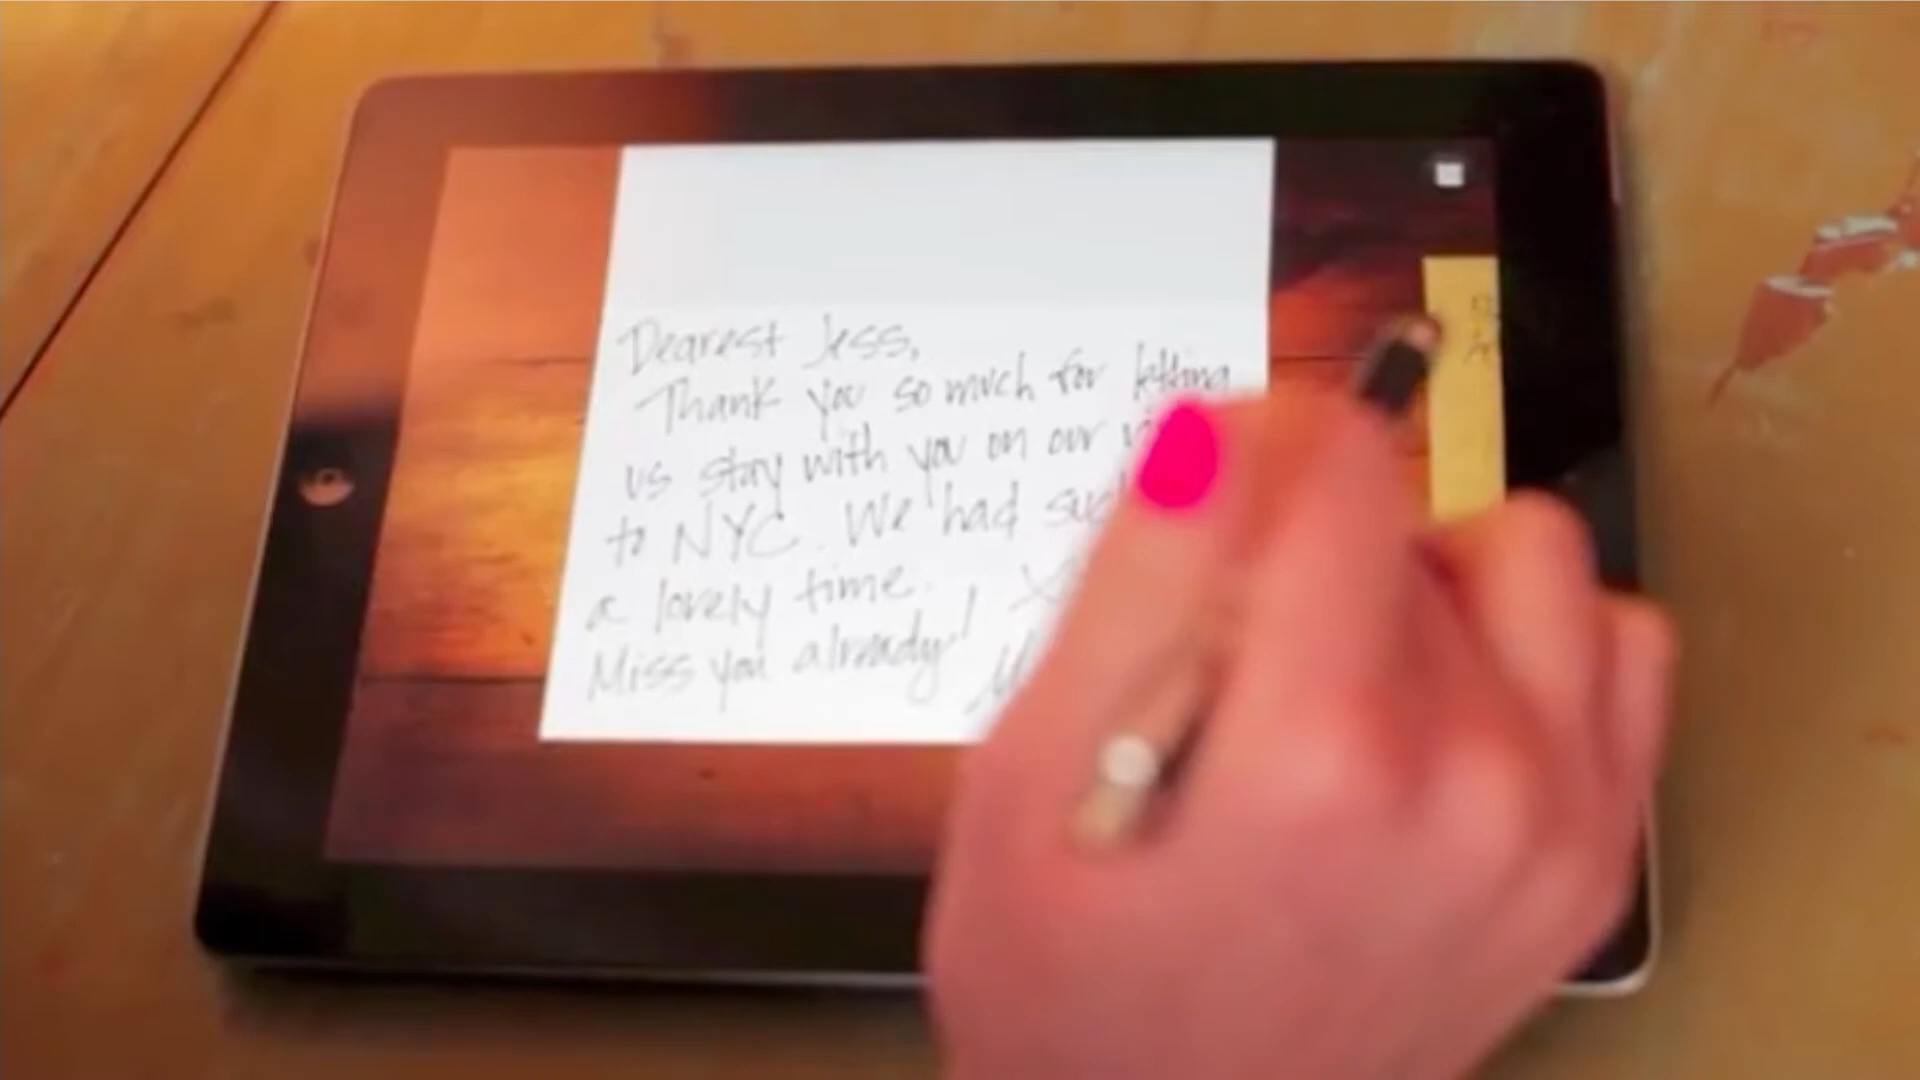 Dearest Jess,
Thank you so much for letting
us stay with you on our
to NYC. We had
a lovely time.
Miss you already!